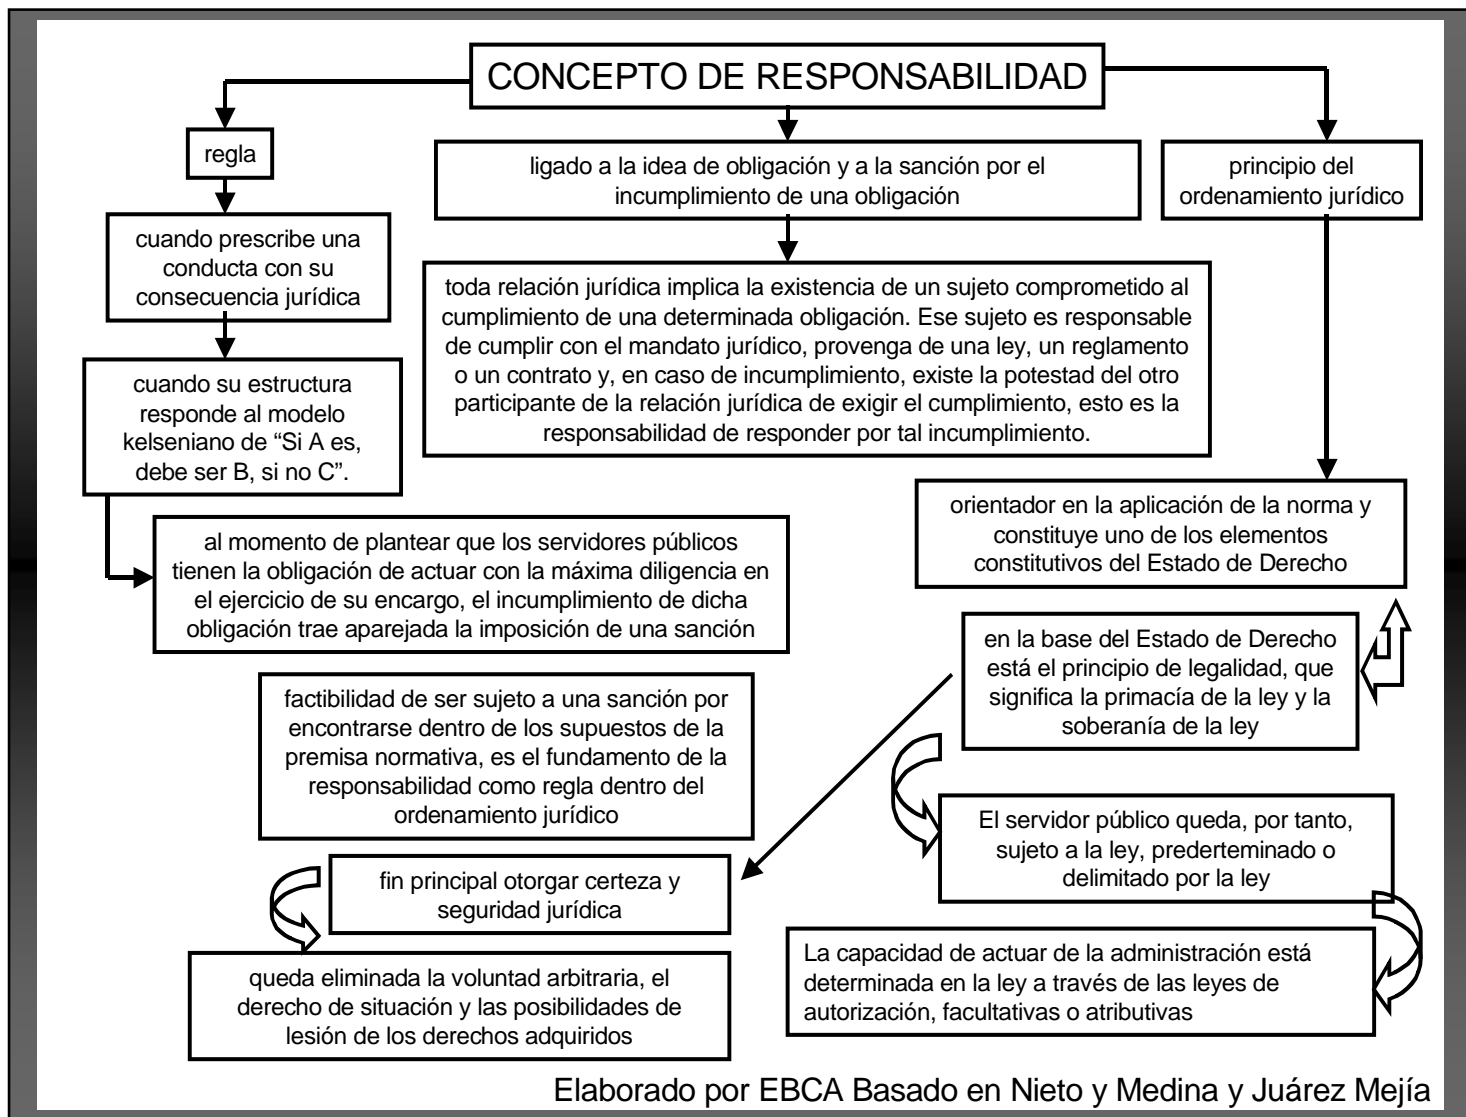 CONCEPTO DE RESPONSABILIDAD
regla
cuando prescribe una
conducta con su
consecuencia jurídica
cuando su estructura
responde al modelo
kelseniano de “Si A es,
debe ser B, si no C”.
al momento de plantear que los servidores públicos
tienen la obligación de actuar con la máxima diligencia en
el ejercicio de su encargo, el incumplimiento de dicha
obligación trae aparejada la imposición de una sanción
factibilidad de ser sujeto a una sanción por
encontrarse dentro de los supuestos de la
premisa normativa, es el fundamento de la
responsabilidad como regla dentro del
ordenamiento jurídico
ligado a la idea de obligación y a la sanción por el
incumplimiento de una obligación
toda relación jurídica implica la existencia de un sujeto comprometido al
cumplimiento de una determinada obligación. Ese sujeto es responsable
de cumplir con el mandato jurídico, provenga de una ley, un reglamento
o un contrato y, en caso de incumplimiento, existe la potestad del otro
participante de la relación jurídica de exigir el cumplimiento, esto es la
responsabilidad de responder por tal incumplimiento.
principio del
ordenamiento jurídico
orientador en la aplicación de la norma y
constituye uno de los elementos
constitutivos del Estado de Derecho
en la base del Estado de Derecho
está el principio de legalidad, que
significa la primacía de la ley y la
soberanía de la ley
El servidor público queda, por tanto,
sujeto a la ley, prederteminado o
delimitado por la ley
La capacidad de actuar de la administración está
determinada en la ley a través de las leyes de
autorización, facultativas o atributivas
fin principal otorgar certeza y
seguridad jurídica
queda eliminada la voluntad arbitraria, el
derecho de situación y las posibilidades de
lesión de los derechos adquiridos
Elaborado por EBCA Basado en Nieto y Medina y Juárez Mejía